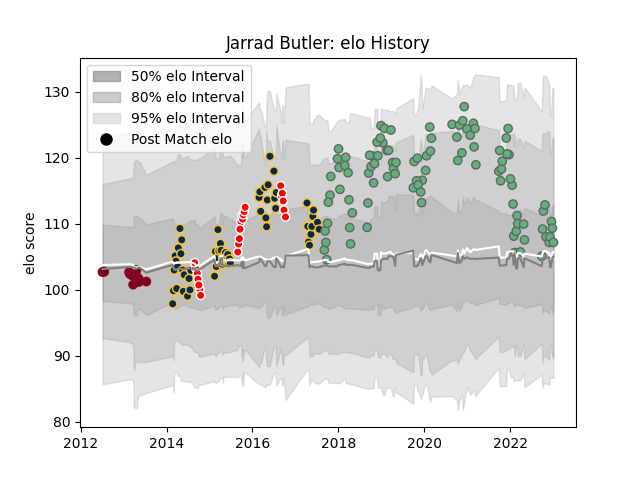 Jarrad Butler: elo History
50% elo Interval
80% elo Interval
95% elo Interval
Post Match elo
elo score
130
120
110
100
90
80
2012
2014
2016
2018
2020
2022